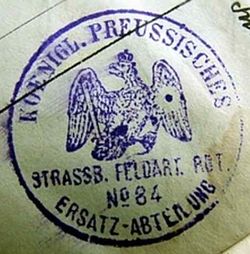 KOENIGL. PREUSSISCHES
STRASSB. FELDART. RGT.
No 84
ERSATZ-ABTEILUNG